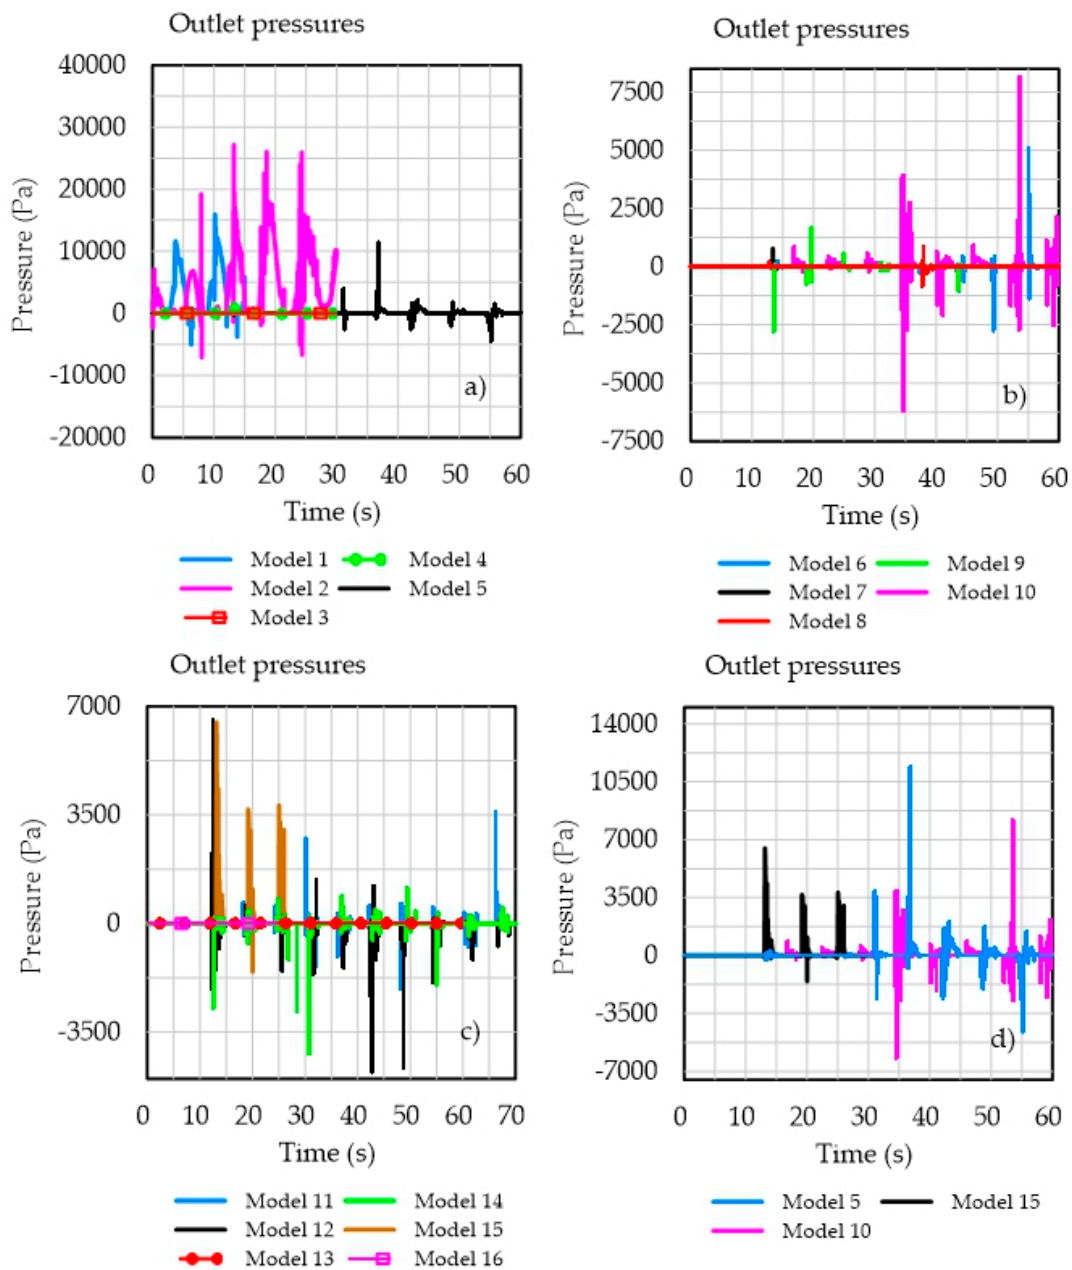 Outlet pressures
40000
30000
20000
10000
0
-10000
-20000
Pressure (Pa)
a)
0 10 20 30 40 50 60
Time (s)
Model 1 Model 4
Model 2 Model 5
Model 3
Outlet pressures
7500
5000
2500
0
-2500
-5000
-7500
Pressure (Pa)
b)
0 10 20 30 40 50 60
Time (s)
Model 6 Model 9
Model 7 Model 10
Model 8
Outlet pressures
7000
3500
0
-3500
Pressure (Pa)
c)
0 10 20 30 40 50 60 70
Time (s)
Model 11 Model 14
Model 12 Model 15
Model 13 Model 16
Outlet pressures
14000
10500
7000
3500
0
-3500
-7000
Pressure (Pa)
d)
0 10 20 30 40 50 60
Time (s)
Model 5 Model 15
Model 10